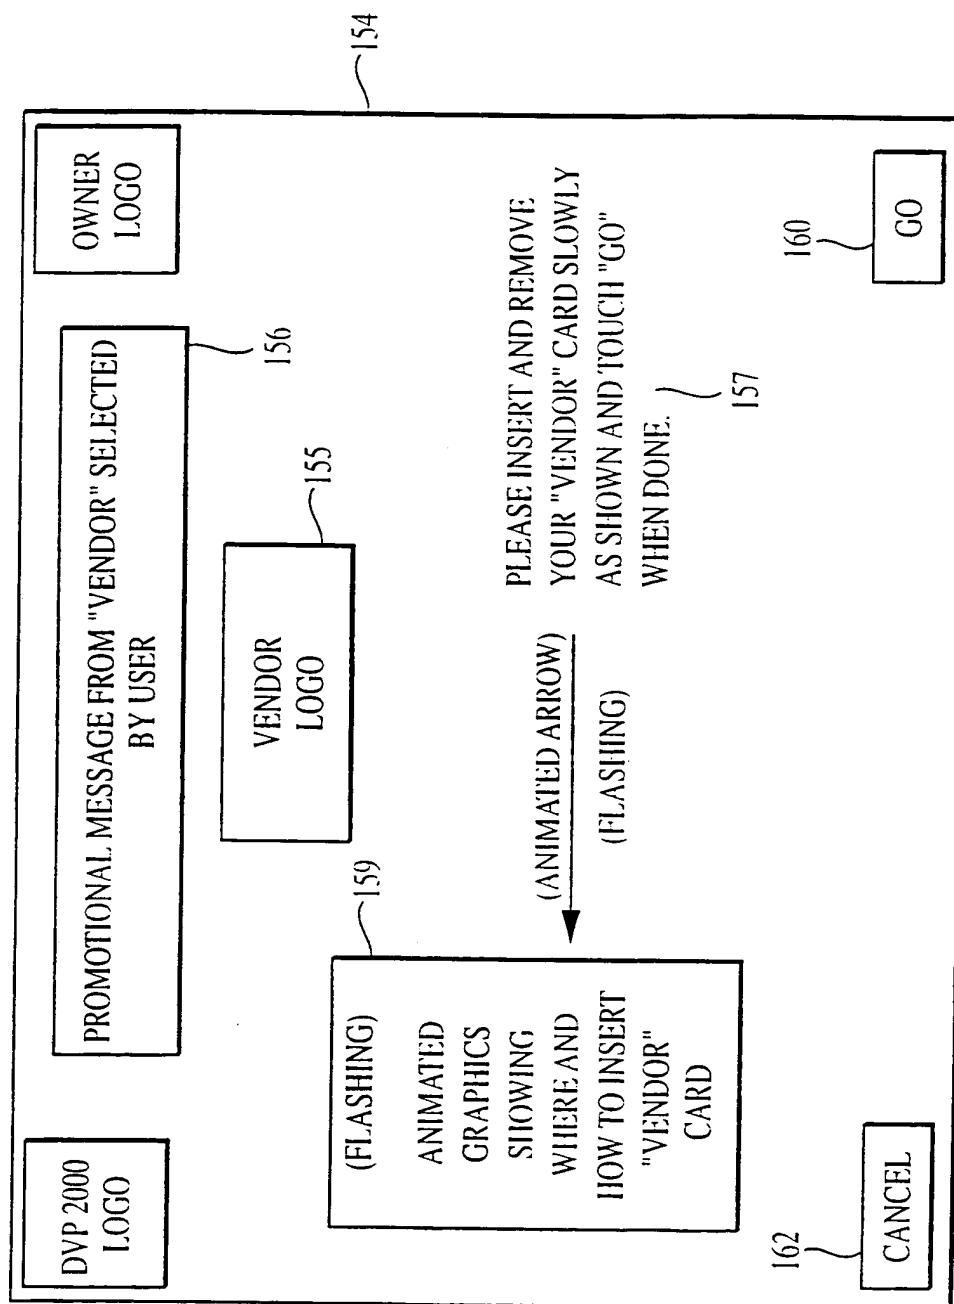 DVP 2000
LOGO
PROMOTIONAL MESSAGE FROM "VENDOR" SELECTED
BY USER
156
OWNER
LOGO
154
VENDOR
LOGO
155
(FLASHING)
ANIMATED
GRAPHICS
SHOWING
WHERE AND
HOW TO INSERT
"VENDOR"
CARD
159
(ANIMATED ARROW)
(FLASHING)
PLEASE INSERT AND REMOVE
YOUR "VENDOR" CARD SLOWLY
AS SHOWN AND TOUCH "GO"
WHEN DONE.
157
162
CANCEL
160
GO